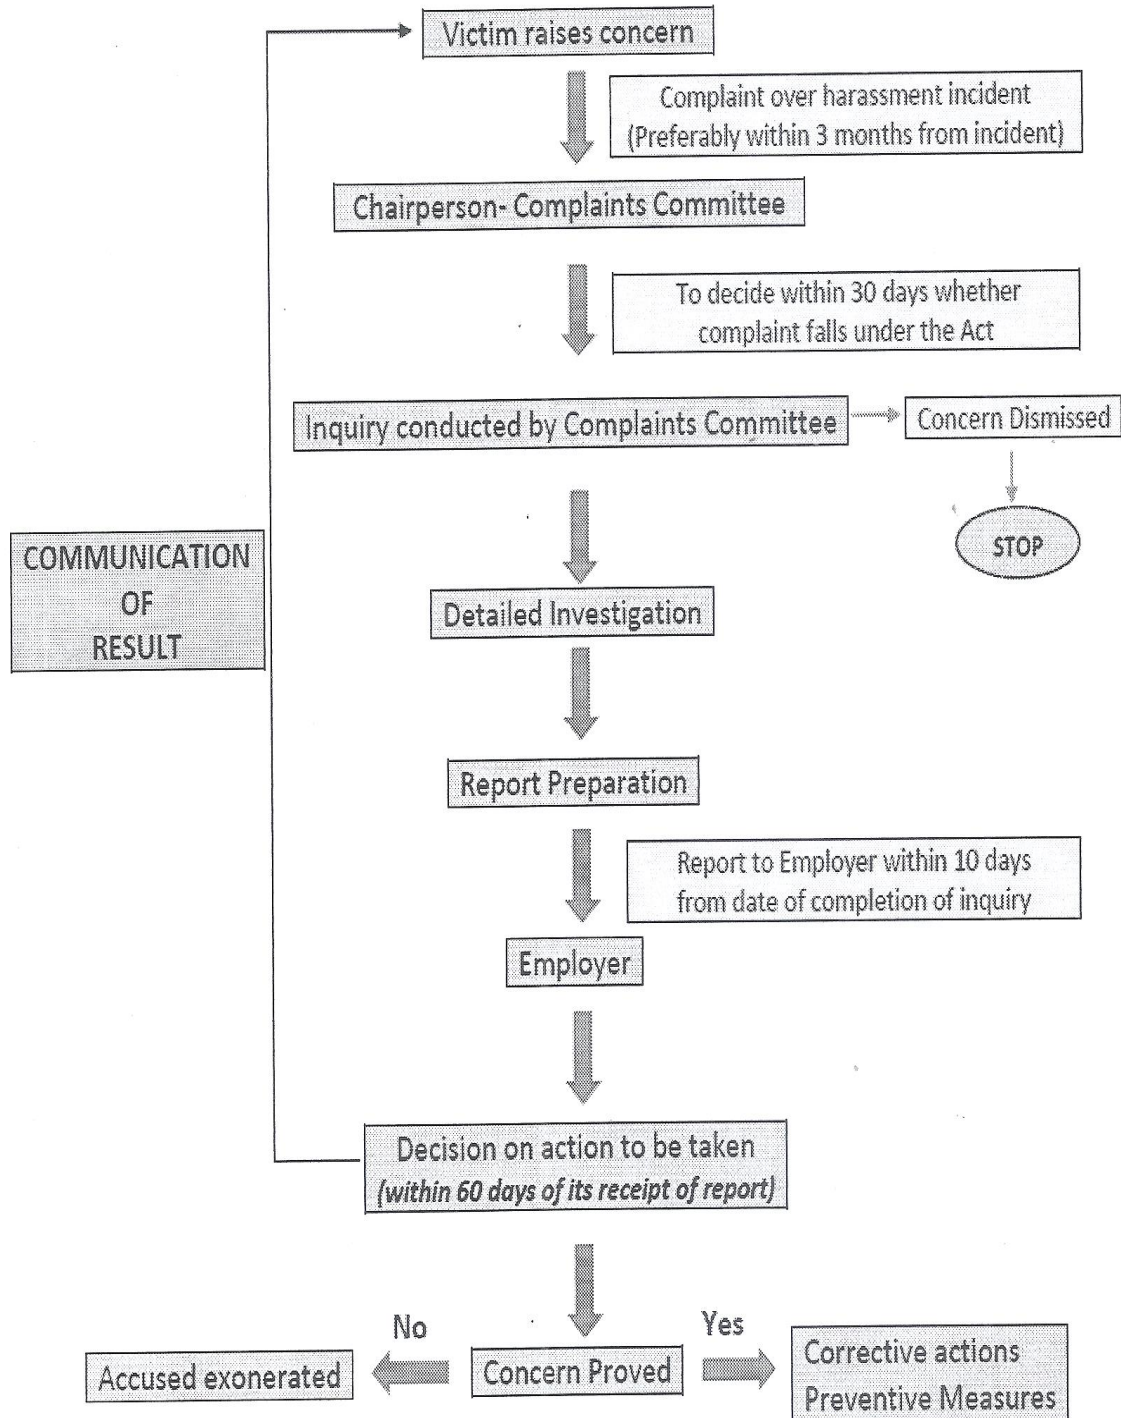 Victim raises concern
Complaint over harassment incident
(Preferably within 3 months from incident)
Chairperson- Complaints Committee
To decide within 30 days whether
complaint falls under the Act
Inquiry conducted by Complaints Committee
Concern Dismissed
STOP
COMMUNICATION
OF
RESULT
Detailed Investigation
Report Preparation
Report to Employer within 10 days
from date of completion of inquiry
Employer
Decision on action to be taken
(within 60 days of its receipt of report)
No
Yes
Accused exonerated
Concern Proved
Corrective actions
Preventive Measures